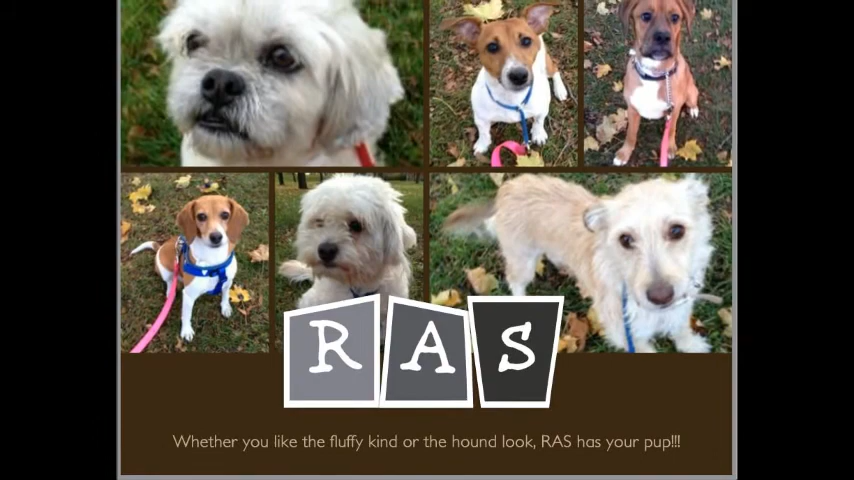 RAS
Whether you like the fluffy kind or the hound look, RAS has your pup!!!